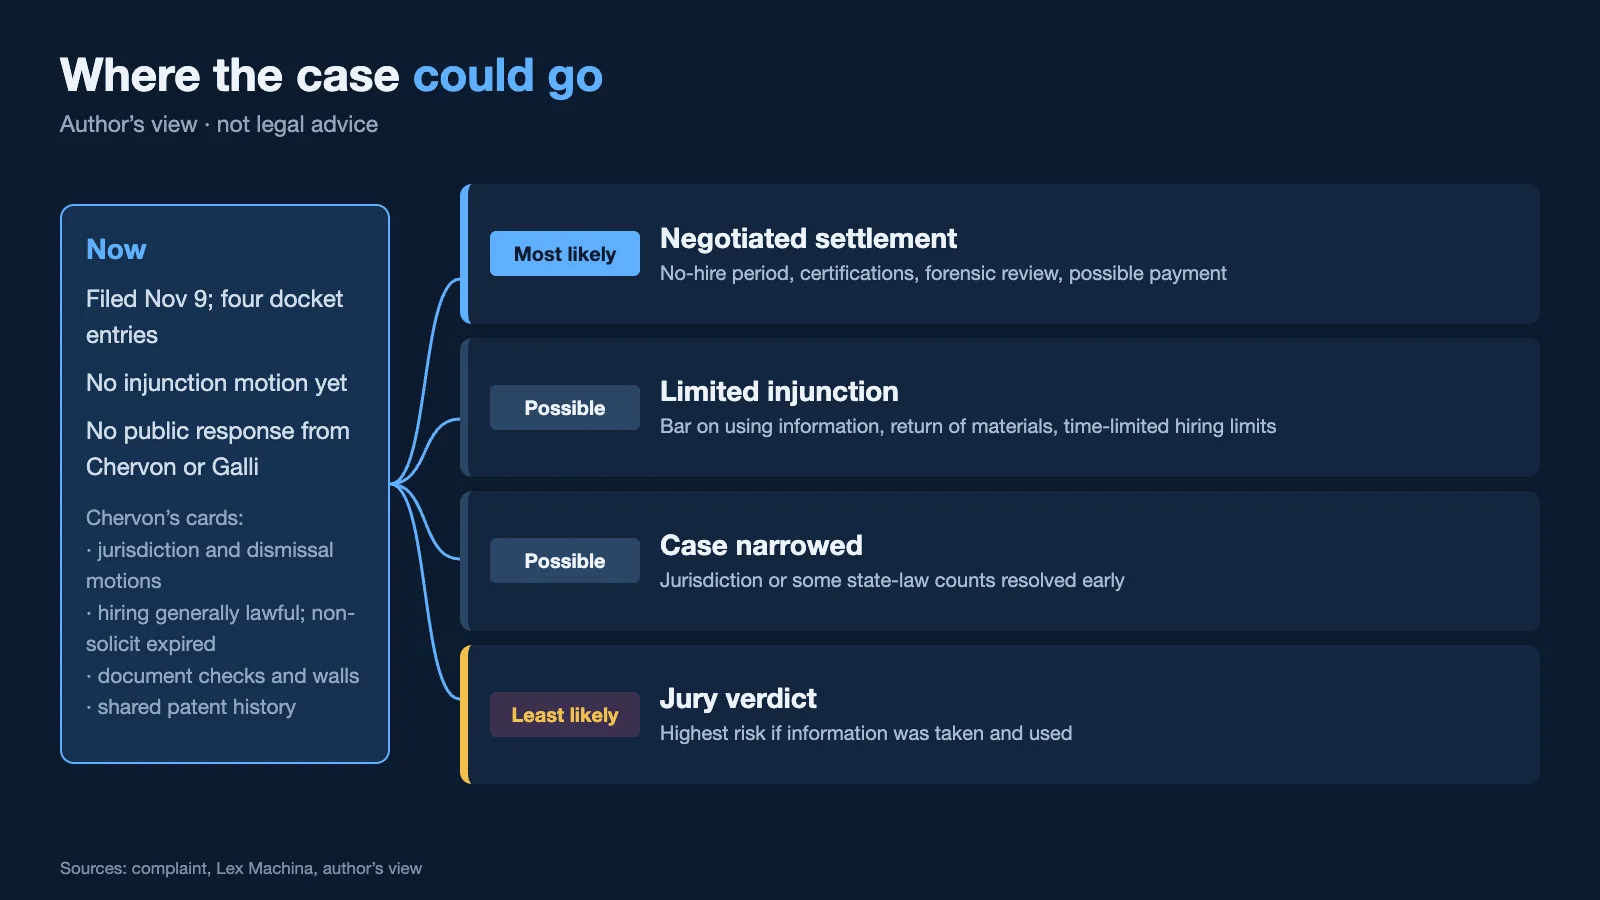 Where the case could go
Author’s view · not legal advice
Now
Filed Nov 9; four docket
entries
No injunction motion yet
No public response from
Chervon or Galli
Chervon’s cards:
· jurisdiction and dismissal
motions
· hiring generally lawful; non-
solicit expired
· document checks and walls
· shared patent history
Most likely
Negotiated settlement
No-hire period, certifications, forensic review, possible payment
Possible
Limited injunction
Bar on using information, return of materials, time-limited hiring limits
Possible
Case narrowed
Jurisdiction or some state-law counts resolved early
Least likely
Jury verdict
Highest risk if information was taken and used
Sources: complaint, Lex Machina, author’s view